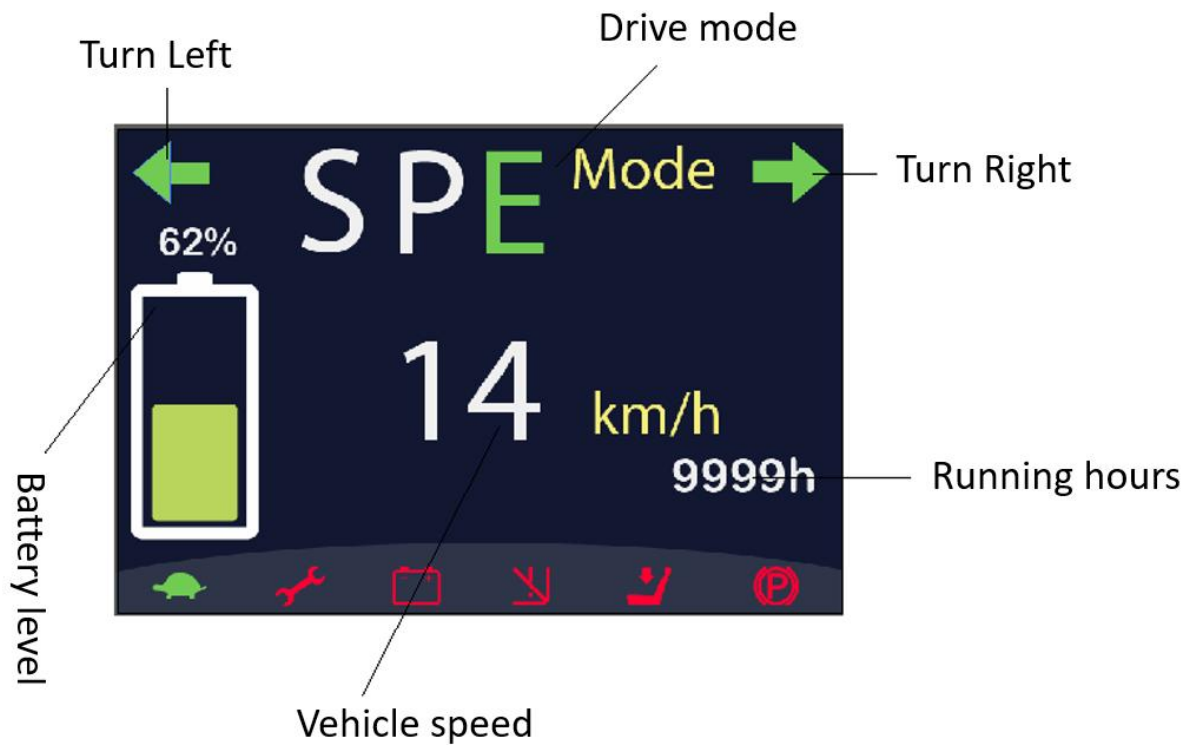 Drive mode
Turn Left
SPE Mode
Turn Right
62%
14 km/h
9999h
Running hours
Battery level
P
Vehicle speed